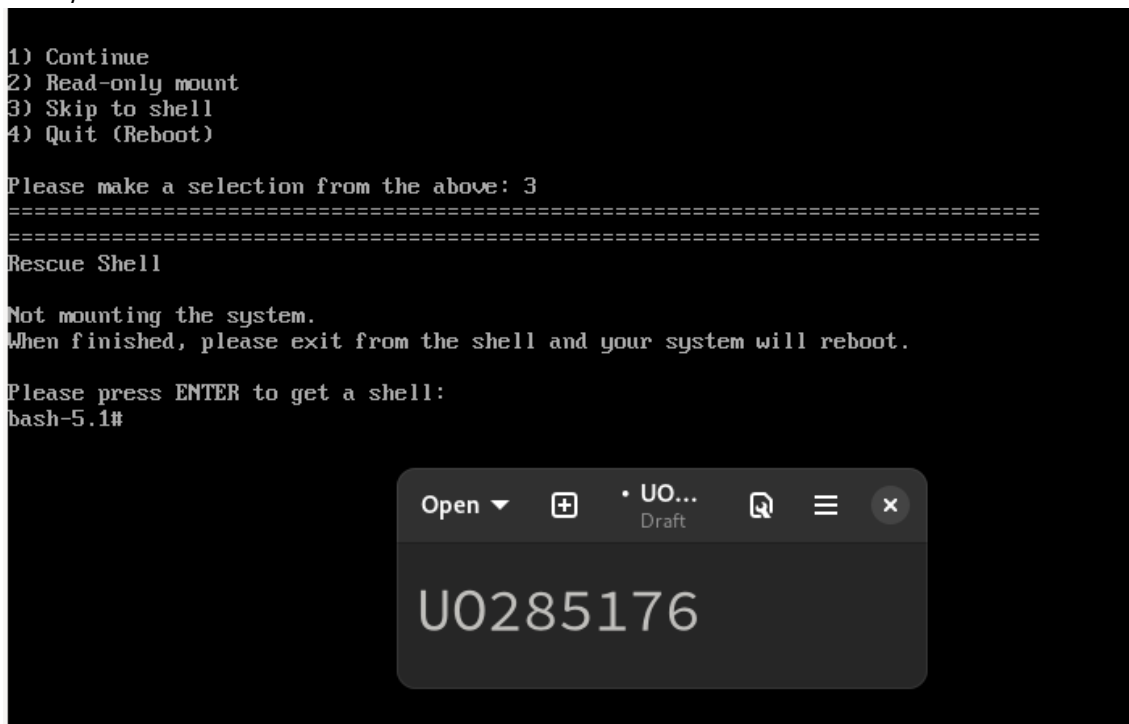 1) Continue
2) Read-only mount
3) Skip to shell
4) Quit (Reboot)
Please make a selection from the above: 3
================================================================================
================================================================================
Rescue Shell
Not mounting the system.
When finished, please exit from the shell and your system will reboot.
Please press ENTER to get a shell:
bash-5.1#
Open
• UO...
Draft
UO285176